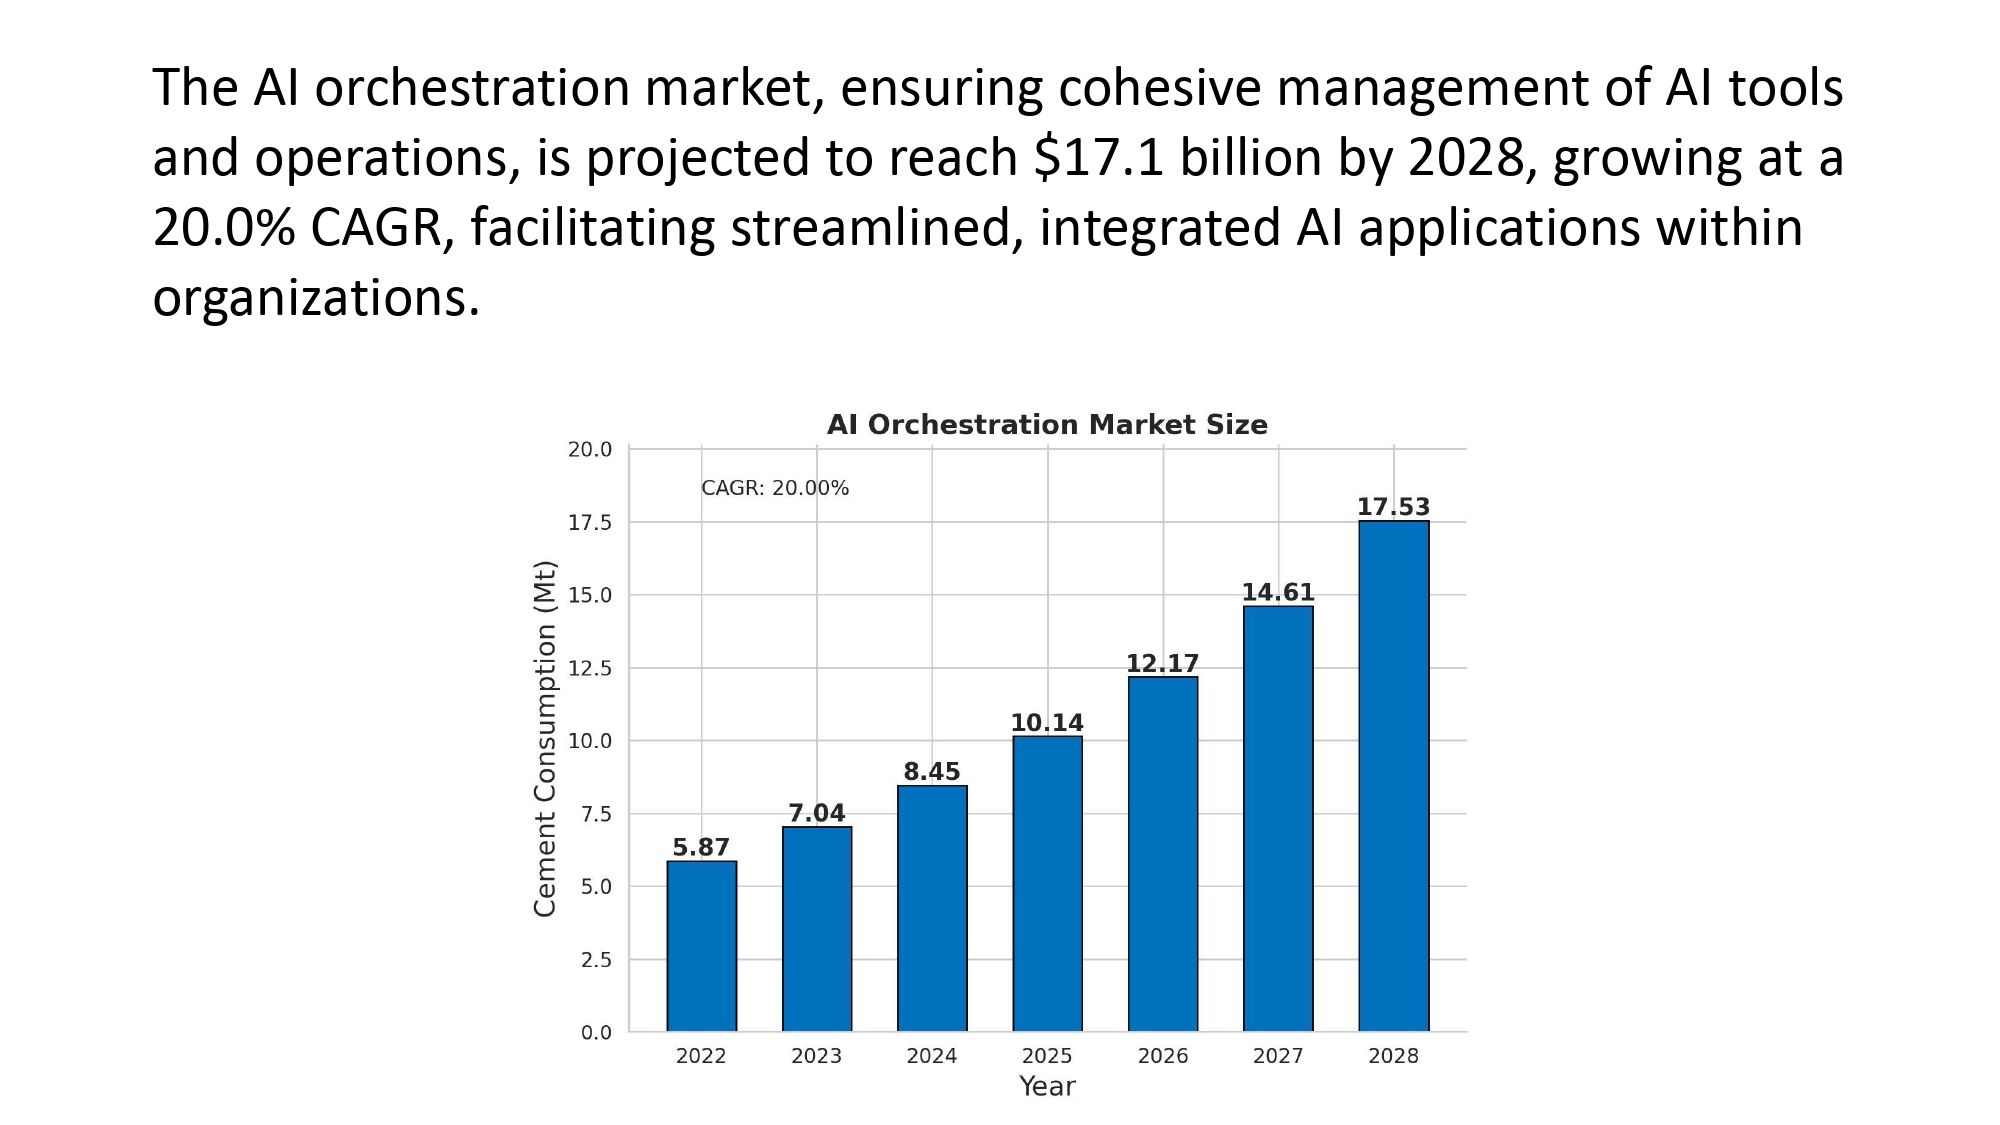 The AI orchestration market, ensuring cohesive management of AI tools
and operations, is projected to reach $17.1 billion by 2028, growing at a
20.0% CAGR, facilitating streamlined, integrated AI applications within
organizations.
AI Orchestration Market Size
20.0
CAGR: 20.00%
17.53
17.5
14.61
15.0
12.17
12.5
10.14
10.0
8.45
7.04
7.5
5.87
5.0
2.5
0.0
Cement Consumption (Mt)
2022 2023 2024 2025 2026 2027 2028
Year